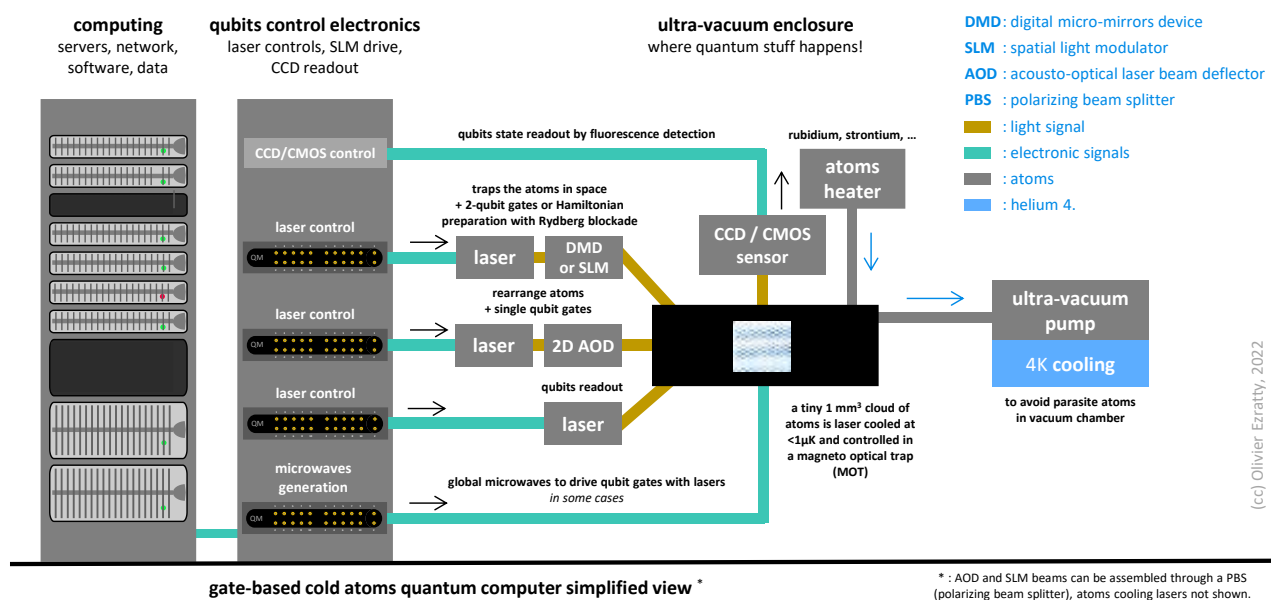 computing
servers, network,
software, data
qubits control electronics
laser controls, SLM drive,
CCD readout
ultra-vacuum enclosure
where quantum stuff happens!
DMD: digital micro-mirrors device
SLM : spatial light modulator
AOD : acousto-optical laser beam deflector
PBS : polarizing beam splitter
: light signal
: electronic signals
: atoms
: helium 4.
CCD/CMOS control
qubits state readout by fluorescence detection
rubidium, strontium, …
atoms
heater
traps the atoms in space
+ 2-qubit gates or Hamiltonian
preparation with Rydberg blockade
laser control
QM
laser
DMD
or SLM
CCD / CMOS
sensor
rearrange atoms
+ single qubit gates
laser control
QM
laser
2D AOD
ultra-vacuum
pump
4K cooling
to avoid parasite atoms
in vacuum chamber
qubits readout
laser control
QM
laser
a tiny 1 mm³ cloud of
atoms is laser cooled at
<1µK and controlled in
a magneto optical trap
(MOT)
microwaves
generation
QM
global microwaves to drive qubit gates with lasers
in some cases
(cc) Olivier Ezratty, 2022
gate-based cold atoms quantum computer simplified view *
* : AOD and SLM beams can be assembled through a PBS
(polarizing beam splitter), atoms cooling lasers not shown.